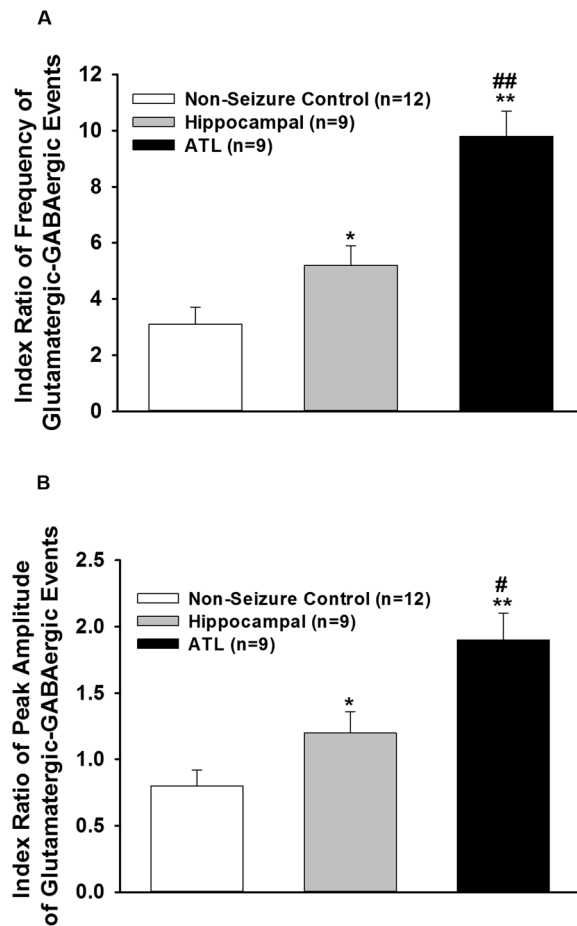 A
Index Ratio of Frequency of
Glutamatergic-GABAergic Events
12
10
8
6
4
2
0
Non-Seizure Control (n=12)
Hippocampal (n=9)
ATL (n=9)
*
##
**
B
Index Ratio of Peak Amplitude
of Glutamatergic-GABAergic Events
2.5
2.0
1.5
1.0
0.5
0.0
Non-Seizure Control (n=12)
Hippocampal (n=9)
ATL (n=9)
*
#
**